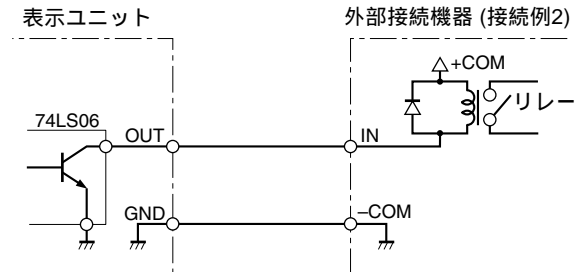 表示ユニット
外部接続機器 (接続例2)
+COM
リレー
74LS06
OUT
IN
GND
–COM